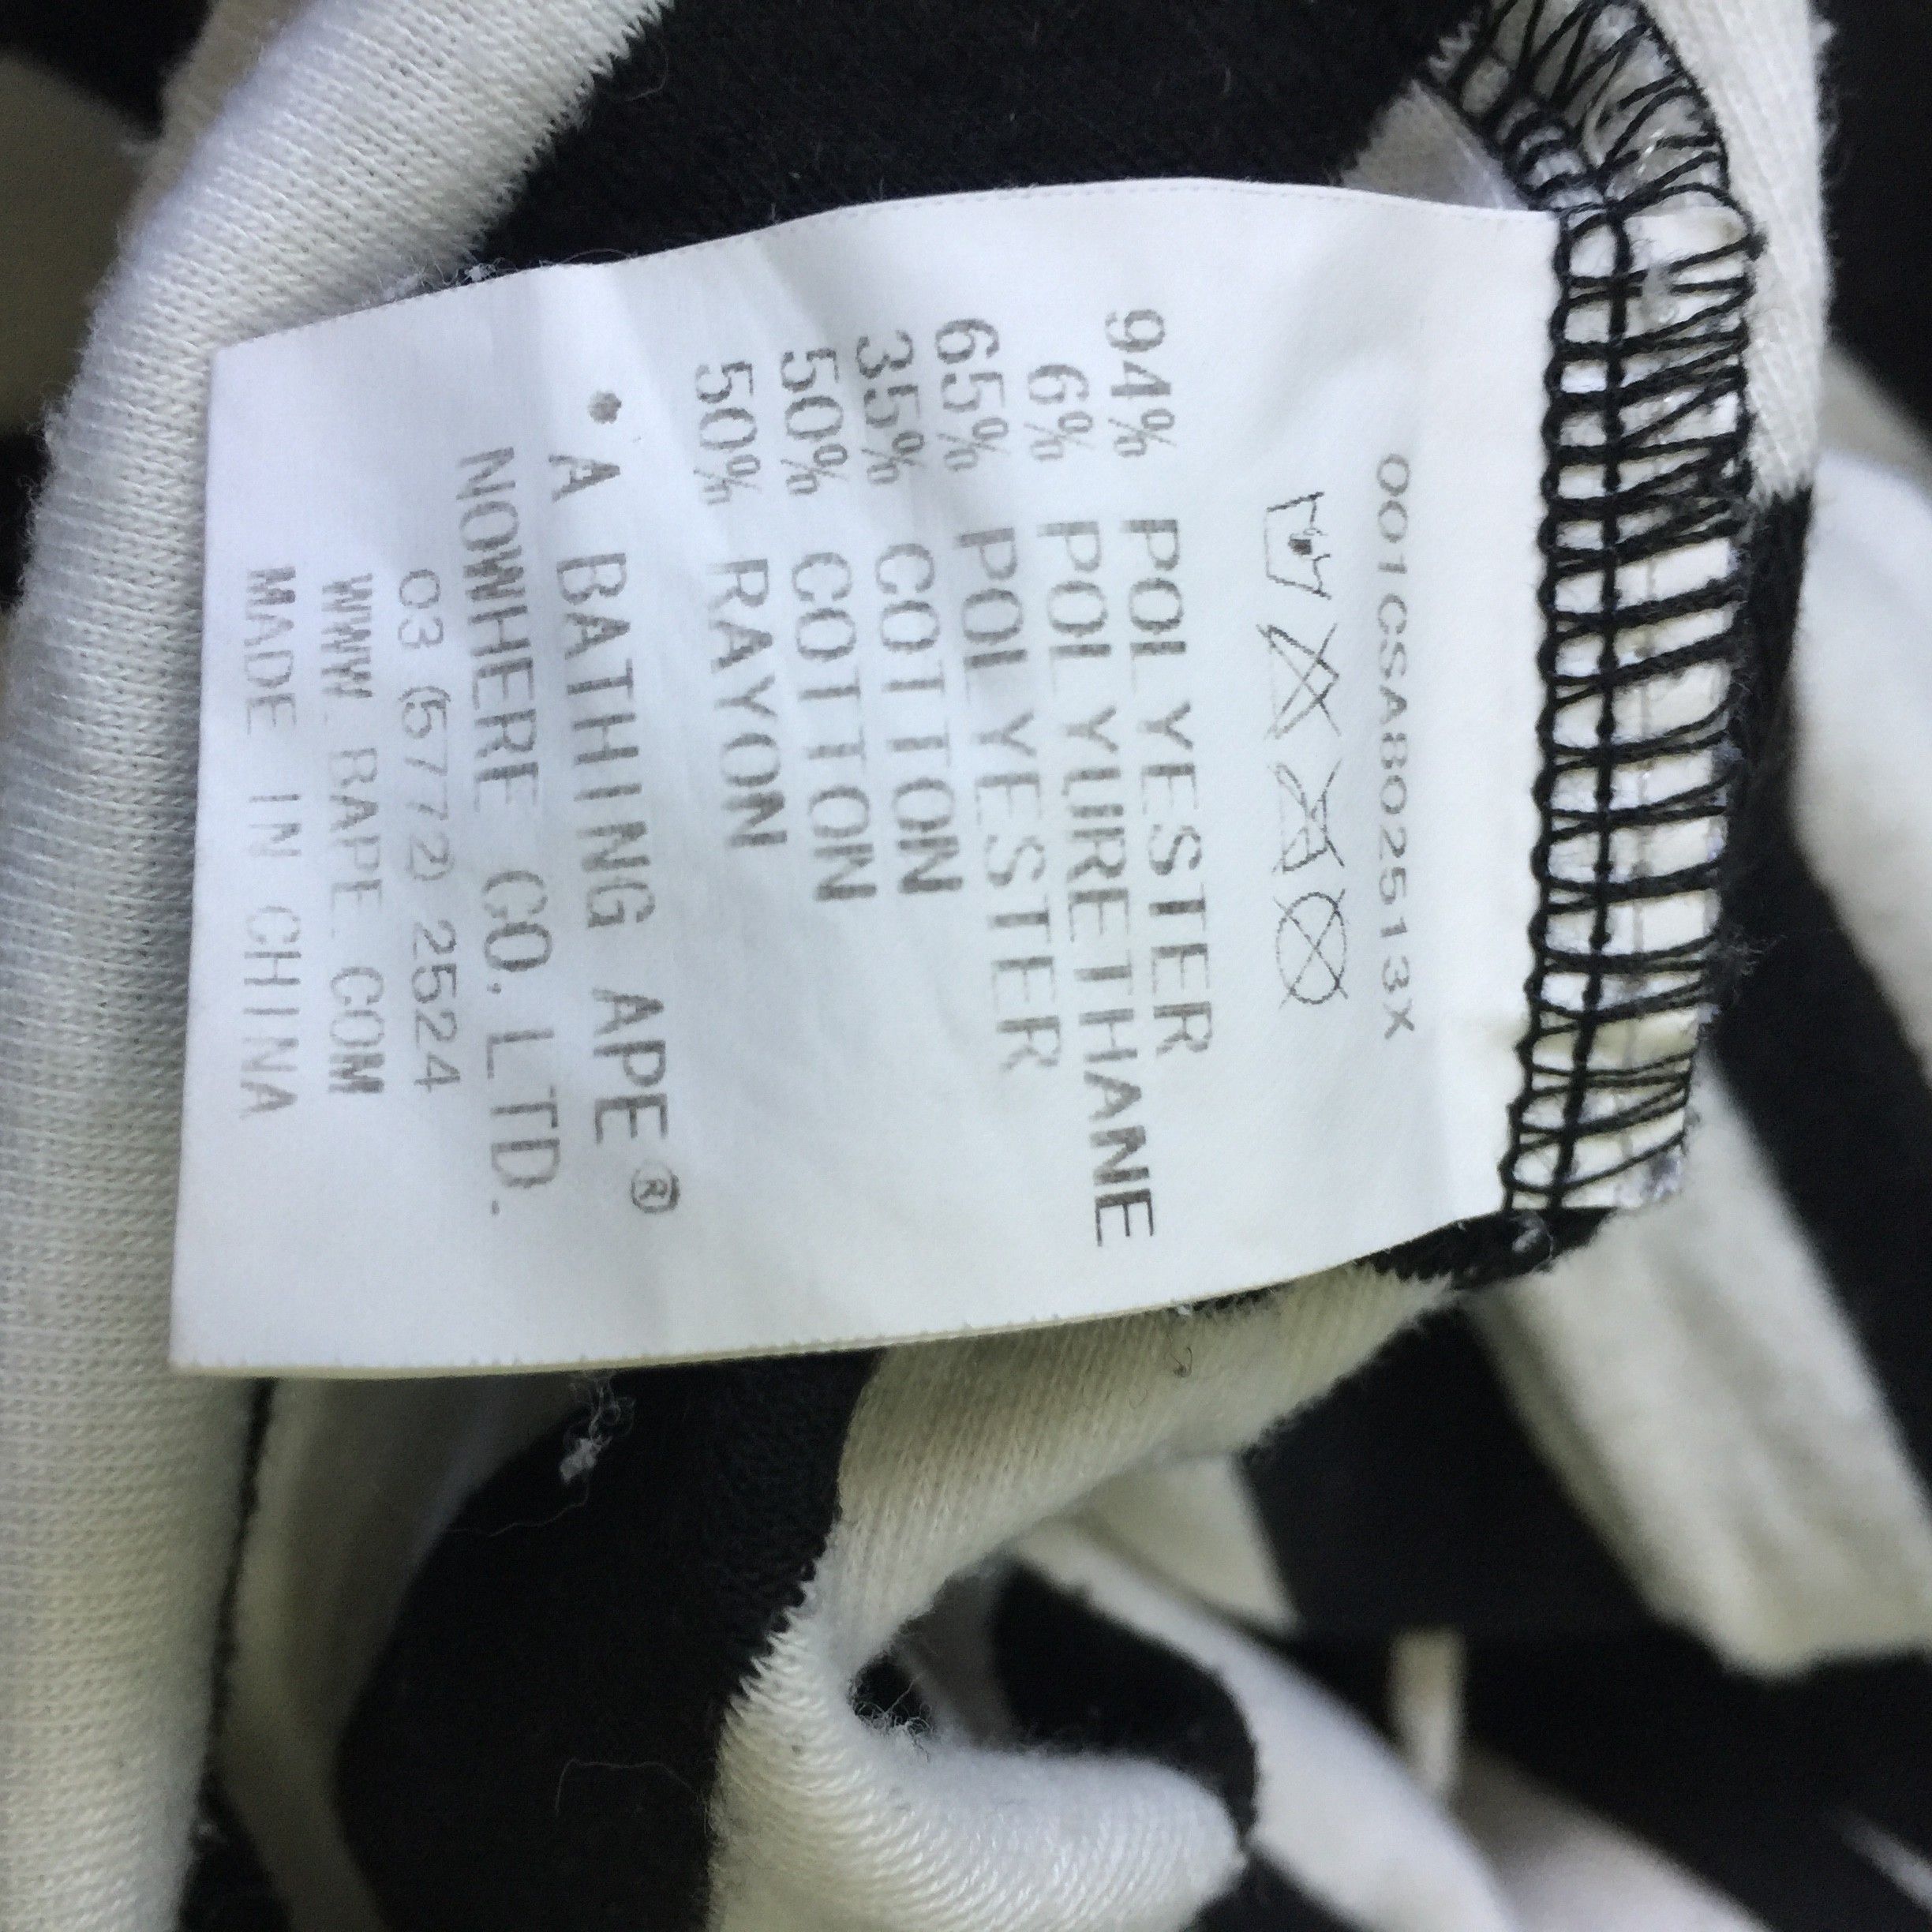 001CSA8025513X
94% POLYESTER
6% POLYURETHANE
65% POLYESTER
35% COTTON
50% COTTON
50% RAYON
● A BATHING APE®
NOWHERE CO. LTD.
03 (5772) 2524
WWW. BAPE. COM
MADE IN CHINA